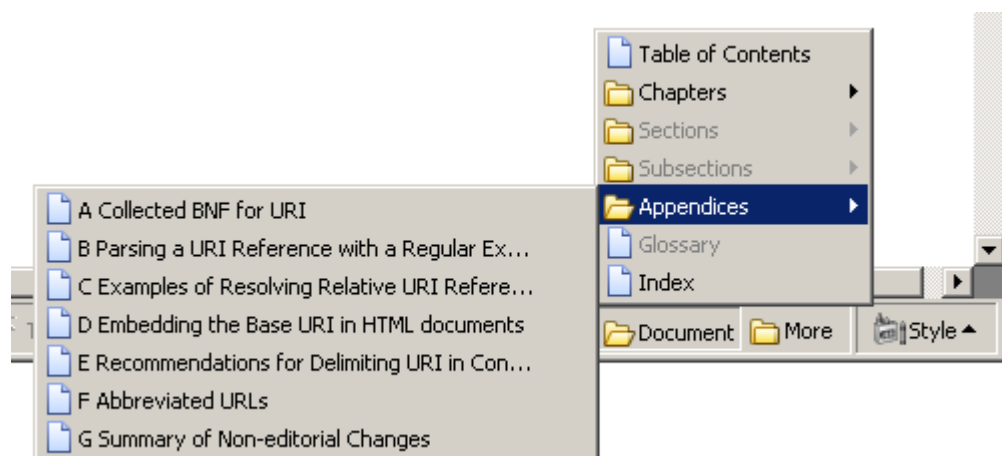 Table of Contents
Chapters
Sections
Subsections
Appendices
Glossary
Index
A Collected BNF for URI
B Parsing a URI Reference with a Regular Ex...
C Examples of Resolving Relative URI Refere...
D Embedding the Base URI in HTML documents
E Recommendations for Delimiting URI in Con...
F Abbreviated URLs
G Summary of Non-editorial Changes
Document More Style